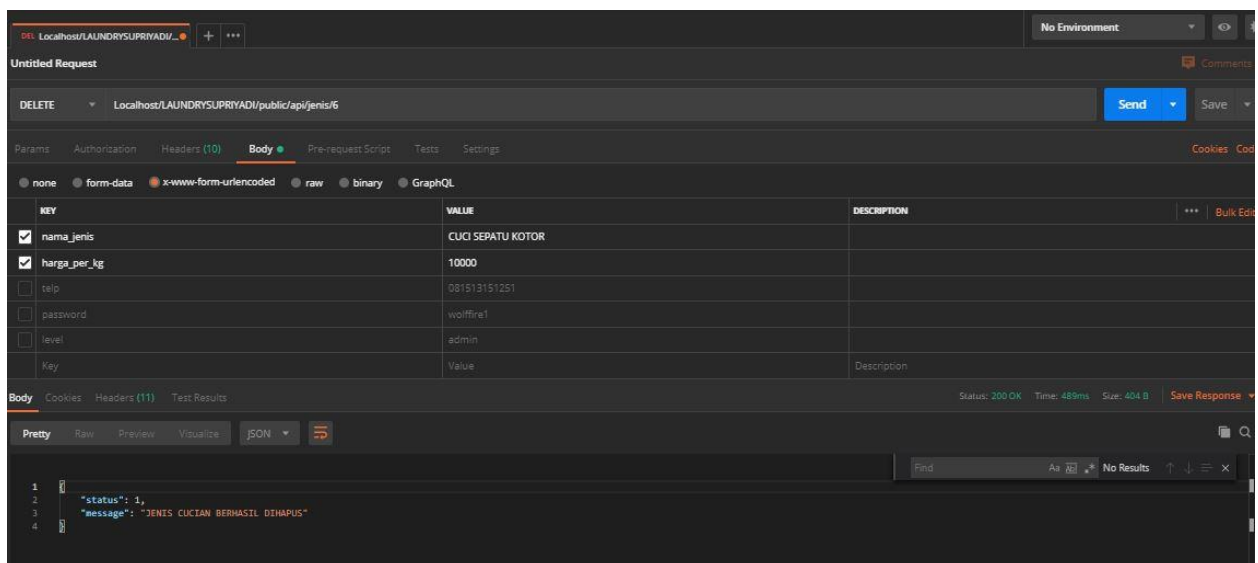 DEL Localhost/LAUNDRYSUPRIYADI/... + •••
No Environment
Untitled Request
Comments
DELETE Localhost/LAUNDRYSUPRIYADI/public/api/jenis/6 Send Save
Params Authorization Headers (10) Body Pre-request Script Tests Settings Cookies Cod
none form-data x-www-form-urlencoded raw binary GraphQL
KEY VALUE DESCRIPTION ••• Bulk Edit
nama_jenis CUCI SEPATU KOTOR
harga_per_kg 10000
telp 081513151251
password wolffire1
level admin
Key Value Description
Body Cookies Headers (11) Test Results Status: 200 OK Time: 489ms Size: 404 B Save Response
Pretty Raw Preview Visualize JSON
Find Aa Abl .* No Results
1 {
2 "status": 1,
3 "message": "JENIS CUCIAN BERHASIL DIHAPUS"
4 }